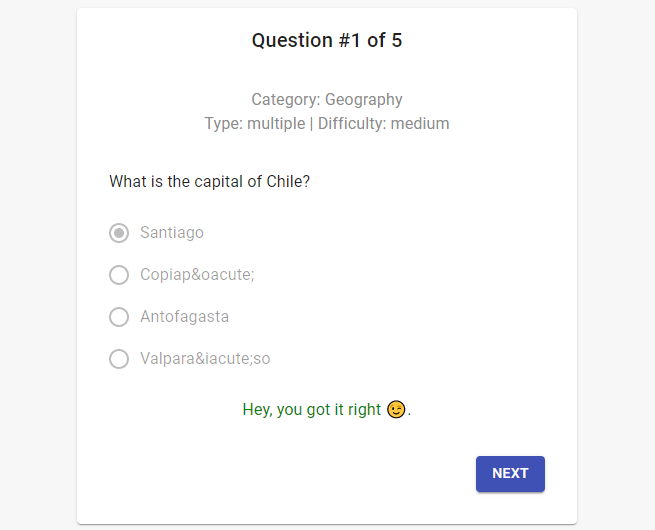 Question #1 of 5
Category: Geography
Type: multiple | Difficulty: medium
What is the capital of Chile?
Santiago
Copiap&oacute;
Antofagasta
Valpara&iacute;so
Hey, you got it right 😉.
NEXT